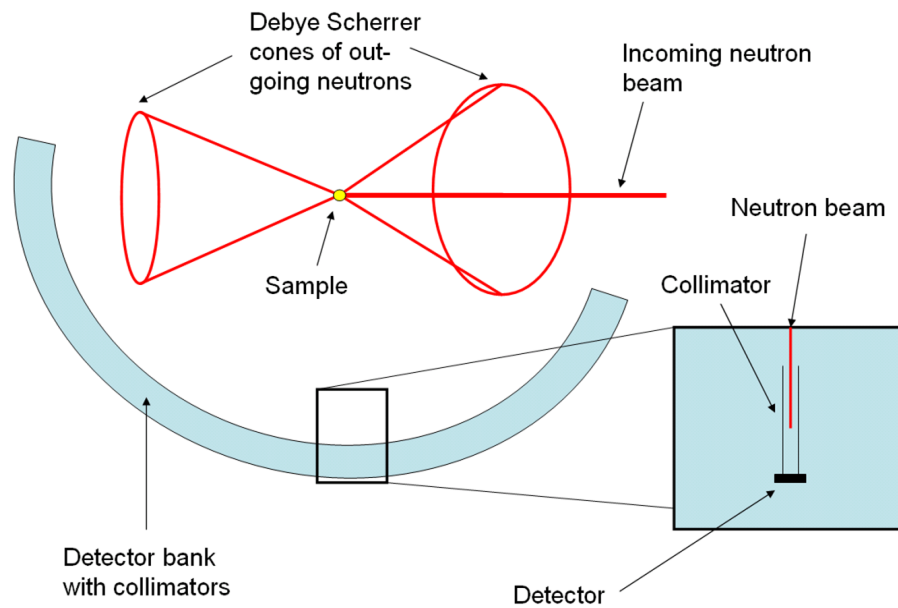 Debye Scherrer
cones of out-
going neutrons
Incoming neutron
beam
Sample
Neutron beam
Collimator
Detector bank
with collimators
Detector